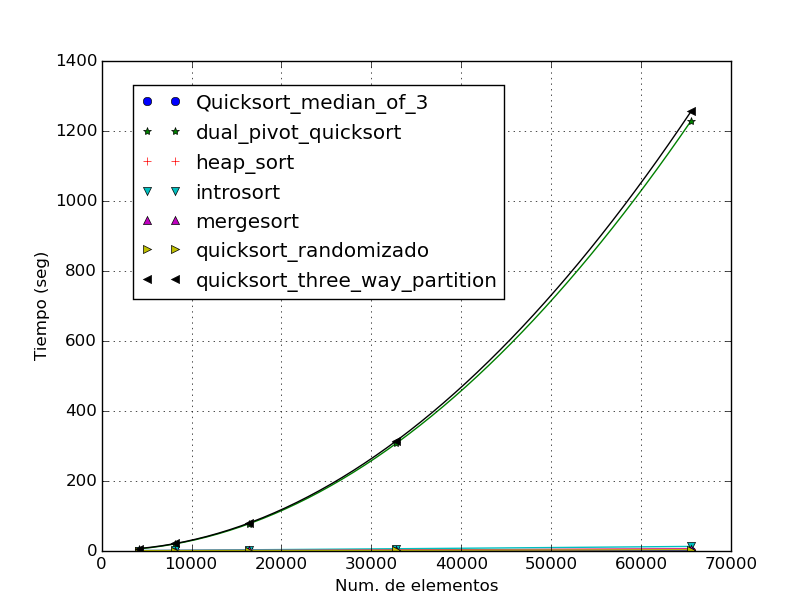 1400
1200
1000
800
600
400
200
0
Tiempo (seg)
Quicksort_median_of_3
dual_pivot_quicksort
heap_sort
introsort
mergesort
quicksort_randomizado
quicksort_three_way_partition
0 10000 20000 30000 40000 50000 60000 70000
Num. de elementos